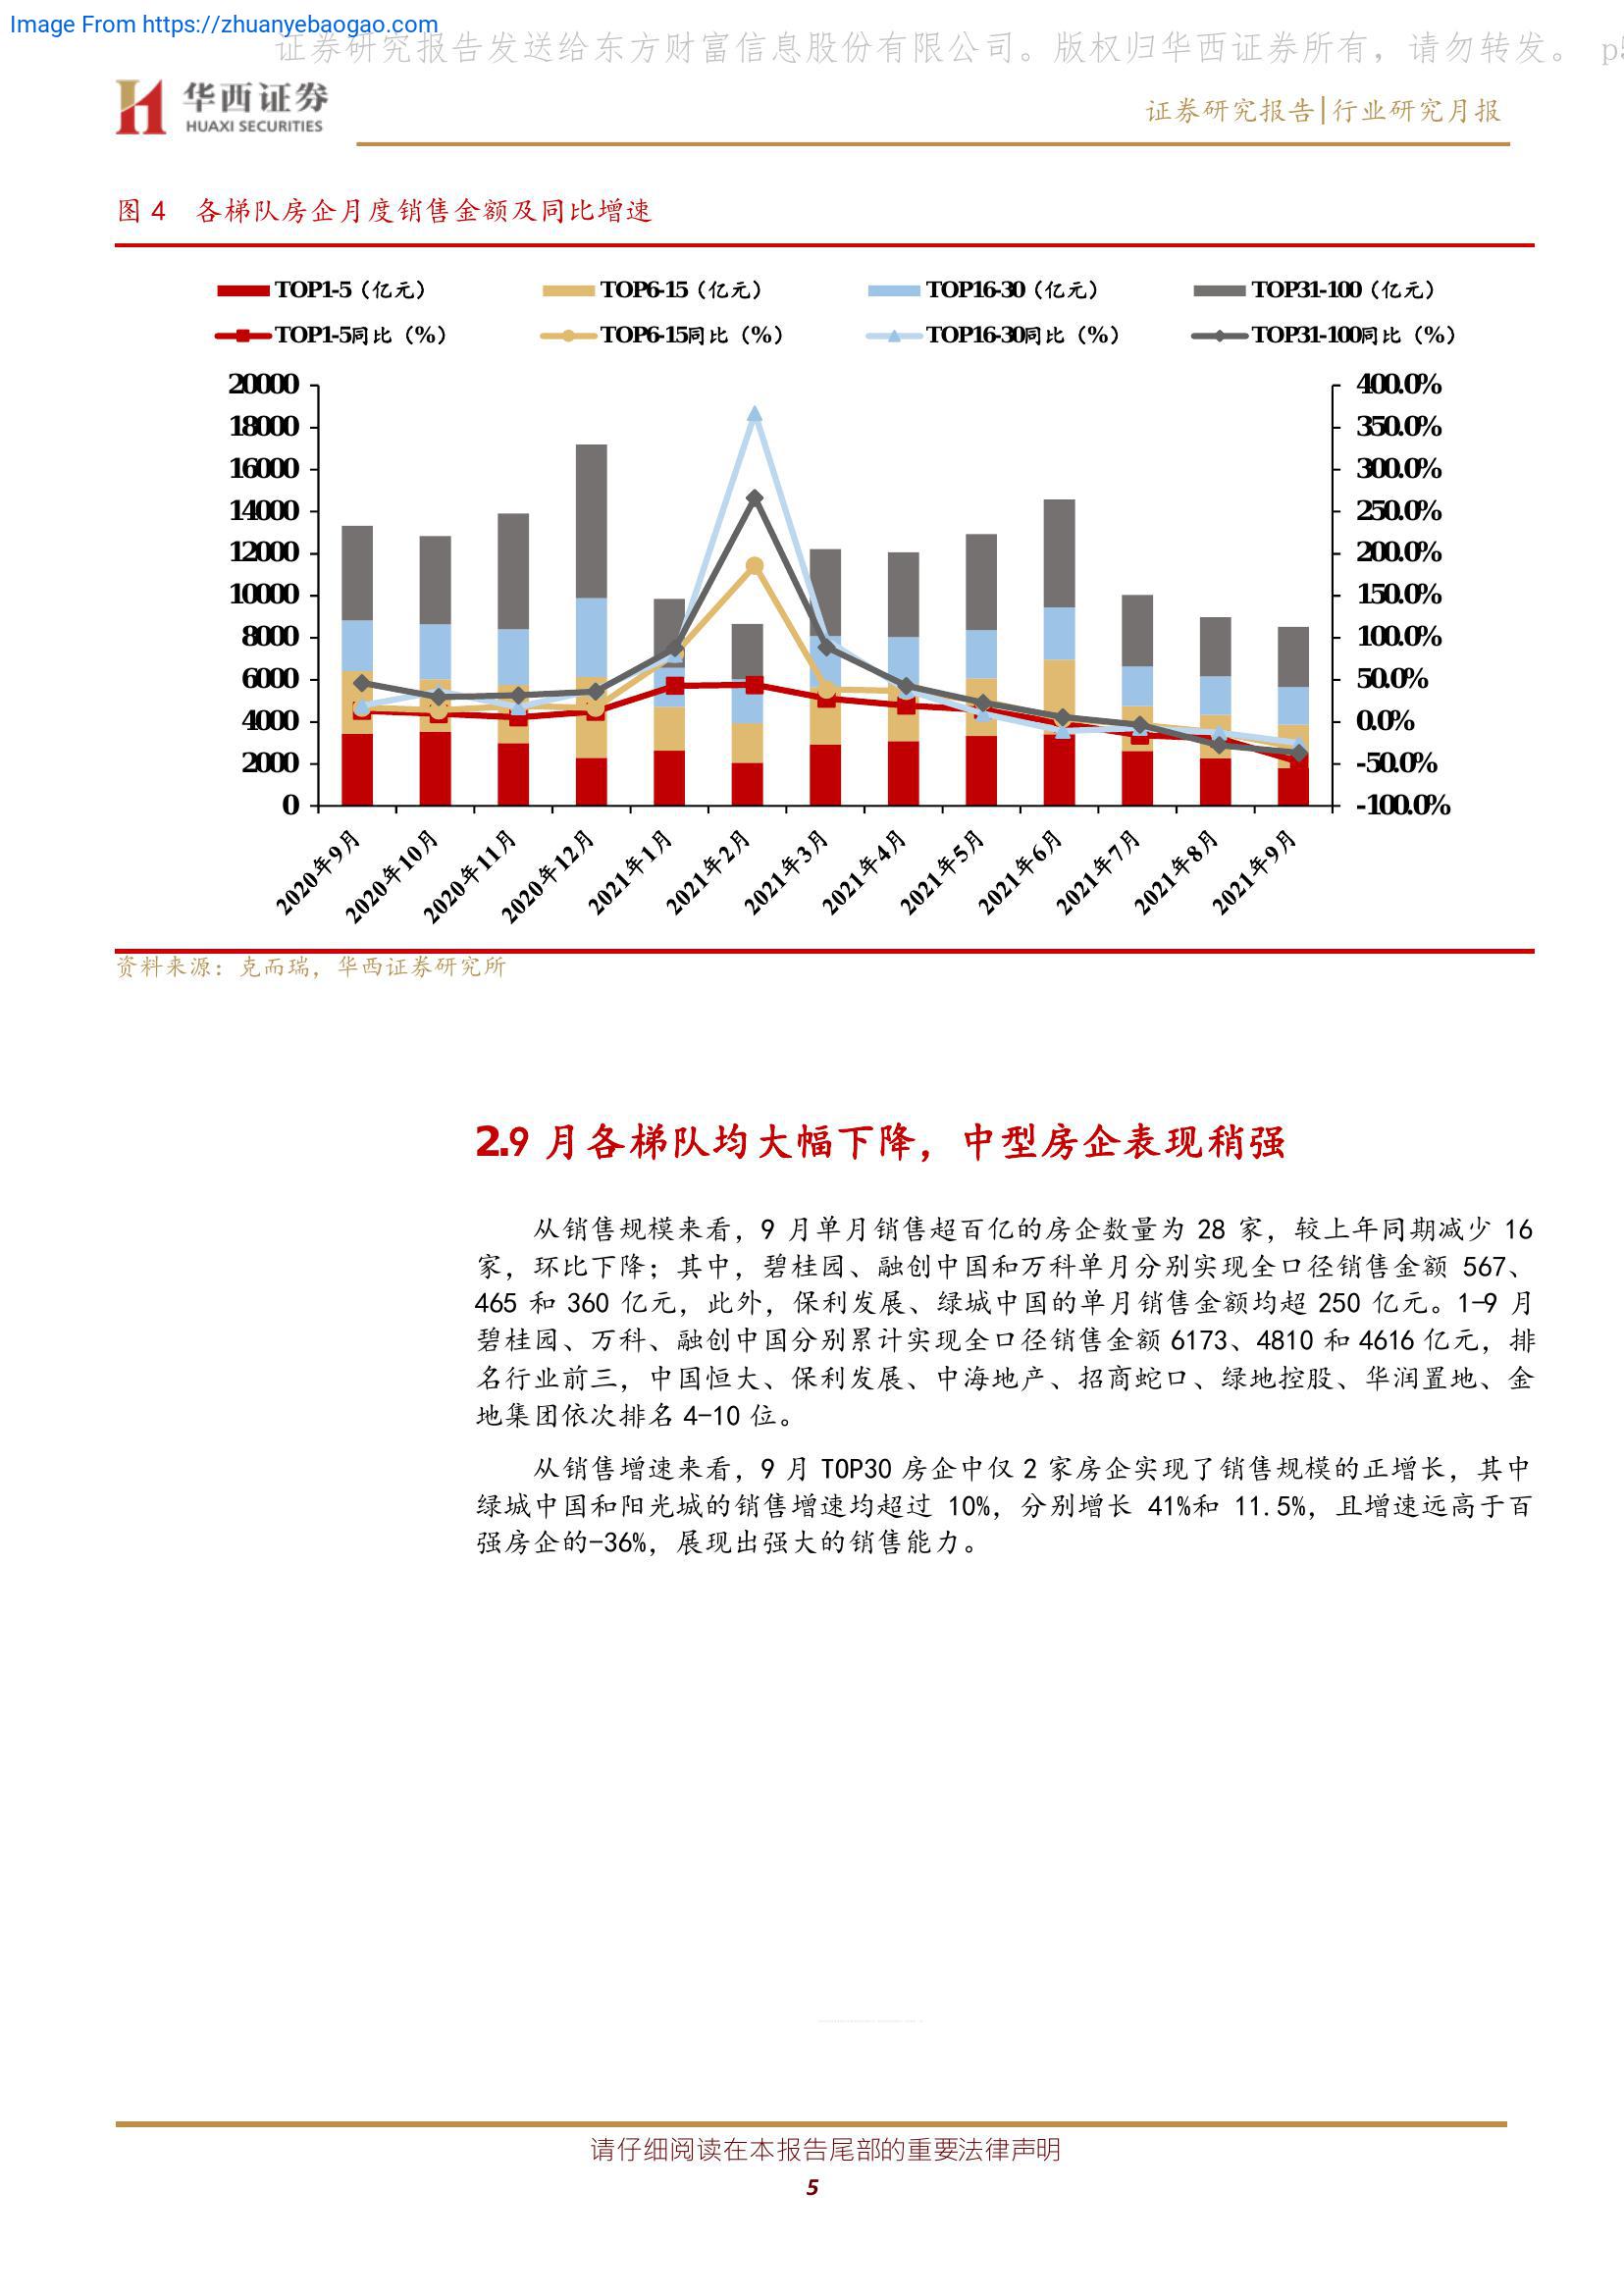 Image From https://zhuanyebaogao.com
证券研究报告发送给东方财富信息股份有限公司。版权归华西证券所有，请勿转发。 p5
华西证券
HUAXI SECURITIES
证券研究报告|行业研究月报
图 4 各梯队房企月度销售金额及同比增速
TOP1-5（亿元） TOP6-15（亿元） TOP16-30（亿元） TOP31-100（亿元）
TOP1-5同比（%） TOP6-15同比（%） TOP16-30同比（%） TOP31-100同比（%）
20000 400.0%
18000 350.0%
16000 300.0%
14000 250.0%
12000 200.0%
10000 150.0%
8000 100.0%
6000 50.0%
4000 0.0%
2000 -50.0%
0 -100.0%
2020年9月 2020年10月 2020年11月 2020年12月 2021年1月 2021年2月 2021年3月 2021年4月 2021年5月 2021年6月 2021年7月 2021年8月 2021年9月
资料来源：克而瑞，华西证券研究所
2.9 月各梯队均大幅下降，中型房企表现稍强
从销售规模来看，9 月单月销售超百亿的房企数量为 28 家，较上年同期减少 16
家，环比下降；其中，碧桂园、融创中国和万科单月分别实现全口径销售金额 567、
465 和 360 亿元，此外，保利发展、绿城中国的单月销售金额均超 250 亿元。1-9 月
碧桂园、万科、融创中国分别累计实现全口径销售金额 6173、4810 和 4616 亿元，排
名行业前三，中国恒大、保利发展、中海地产、招商蛇口、绿地控股、华润置地、金
地集团依次排名 4-10 位。
从销售增速来看，9 月 TOP30 房企中仅 2 家房企实现了销售规模的正增长，其中
绿城中国和阳光城的销售增速均超过 10%，分别增长 41%和 11.5%，且增速远高于百
强房企的-36%，展现出强大的销售能力。
请仔细阅读在本报告尾部的重要法律声明
5